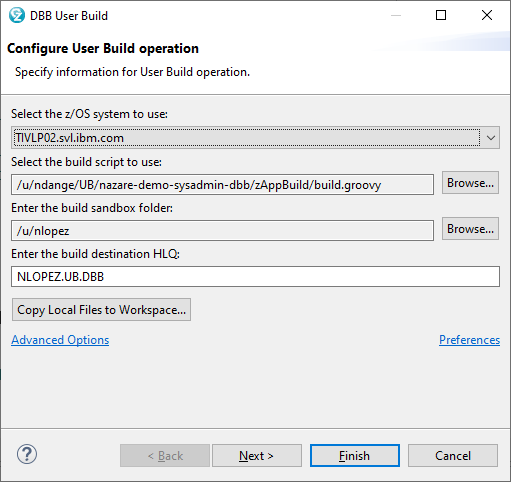 DBB User Build
Configure User Build operation
Specify information for User Build operation.
Select the z/OS system to use:
TIVLP02.svl.ibm.com
Select the build script to use:
/u/ndange/UB/nazare-demo-sysadmin-dbb/zAppBuild/build.groovy
Browse...
Enter the build sandbox folder:
/u/nlopez
Browse...
Enter the build destination HLQ:
NLOPEZ.UB.DBB
Copy Local Files to Workspace...
Advanced Options
Preferences
?
< Back
Next >
Finish
Cancel